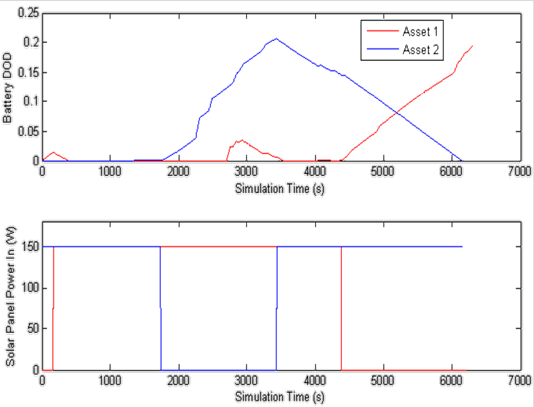 0.25
0.2
0.15
0.1
0.05
0
Battery DOD
Asset 1
Asset 2
0 1000 2000 3000 4000 5000 6000 7000
Simulation Time (s)
150
100
50
0
Solar Panel Power In (W)
0 1000 2000 3000 4000 5000 6000 7000
Simulation Time (s)